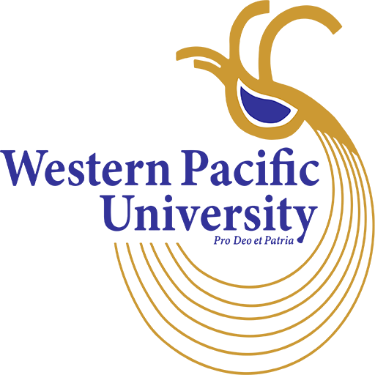 Western Pacific
University
Pro Deo et Patria